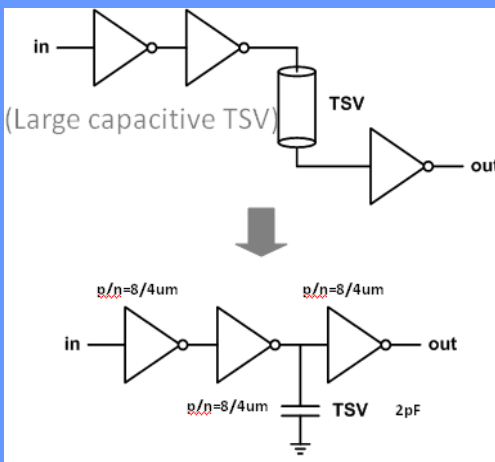 in
TSV
(Large capacitive TSV)
out
p/n=8/4um
p/n=8/4um
in
out
p/n=8/4um
TSV
2pF